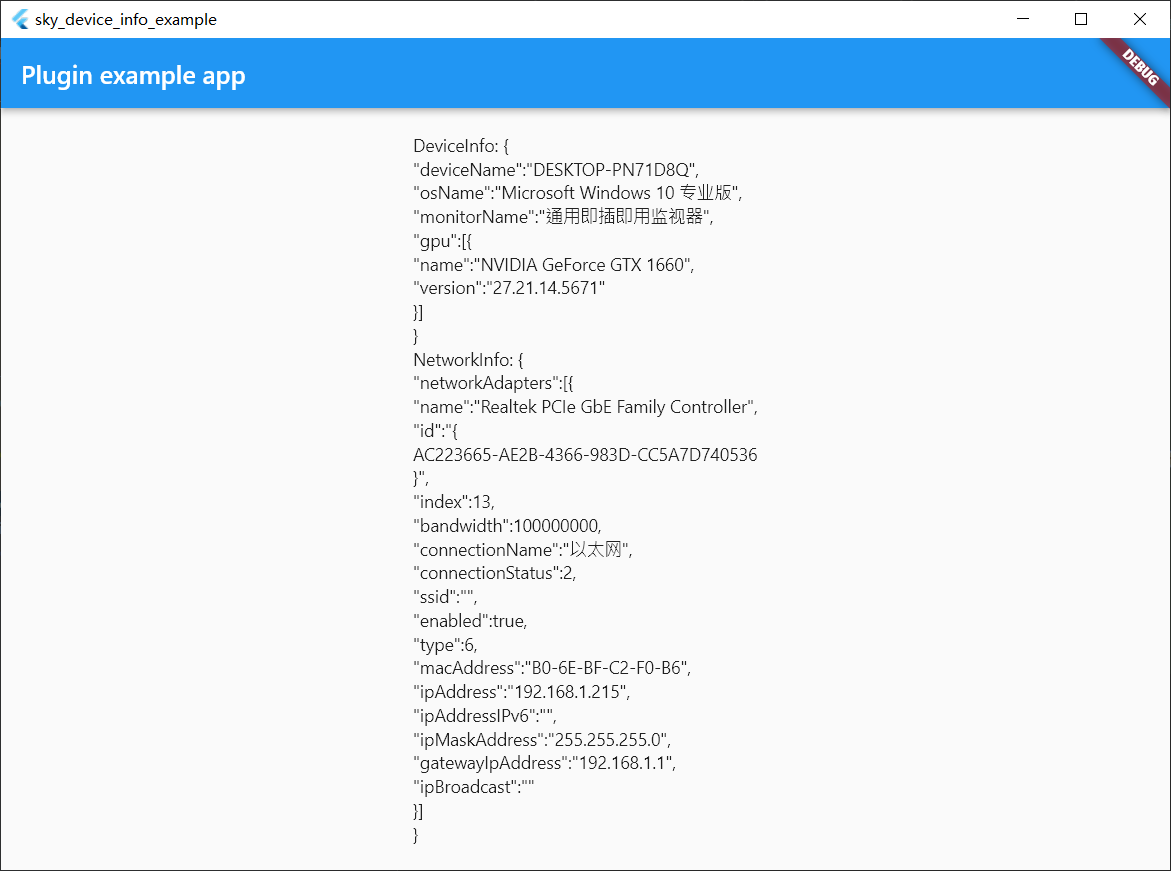 sky_device_info_example
Plugin example app
DEBUG
DeviceInfo: {
"deviceName":"DESKTOP-PN71D8Q",
"osName":"Microsoft Windows 10 专业版",
"monitorName":"通用即插即用监视器",
"gpu":[{
"name":"NVIDIA GeForce GTX 1660",
"version":"27.21.14.5671"
}]
}
NetworkInfo: {
"networkAdapters":[{
"name":"Realtek PCIe GbE Family Controller",
"id":"{
AC223665-AE2B-4366-983D-CC5A7D740536
}",
"index":13,
"bandwidth":100000000,
"connectionName":"以太网",
"connectionStatus":2,
"ssid":"",
"enabled":true,
"type":6,
"macAddress":"B0-6E-BF-C2-F0-B6",
"ipAddress":"192.168.1.215",
"ipAddressIPv6":"",
"ipMaskAddress":"255.255.255.0",
"gatewayIpAddress":"192.168.1.1",
"ipBroadcast":""
}]
}